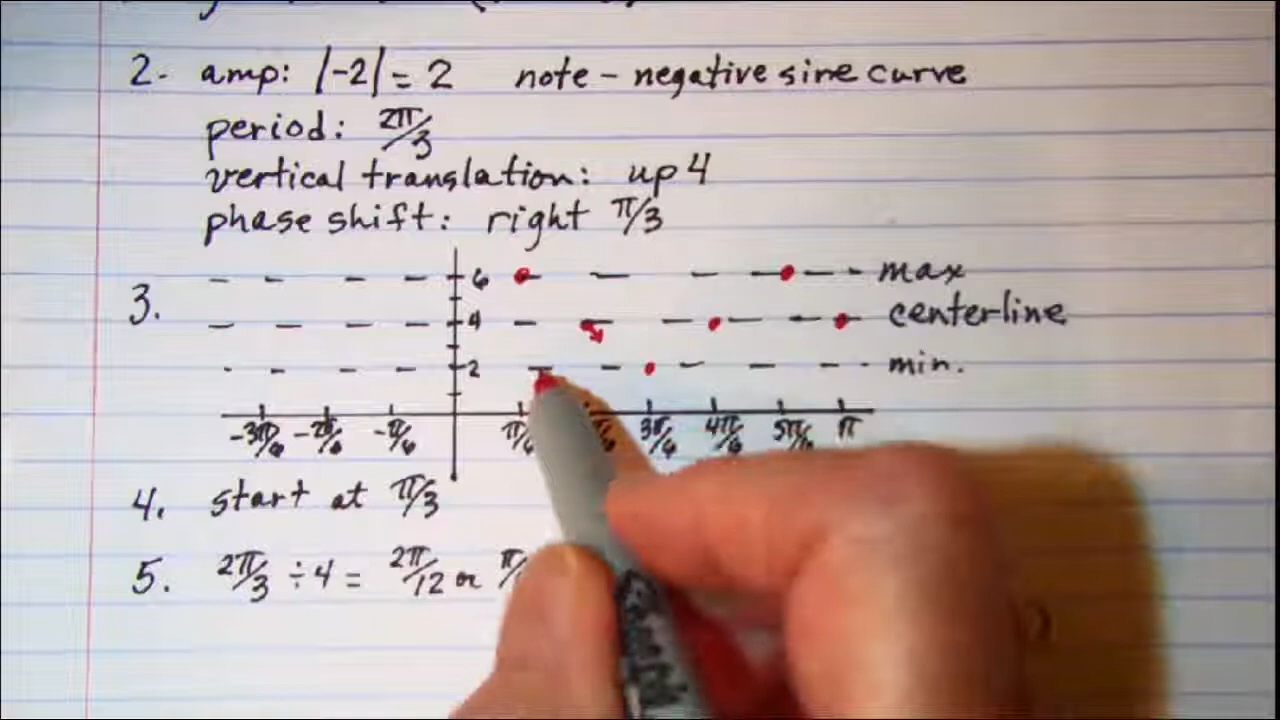 2. amp: |-2| = 2 note - negative sine curve
period: 2π/3
vertical translation: up 4
phase shift: right π/3
3.
6 max
4 centerline
2 min.
-3π/6 -2π/6 -π/6 3π/6 4π/6 5π/6 π
4. start at π/3
5. 2π/3 ÷ 4 = 2π/12 or